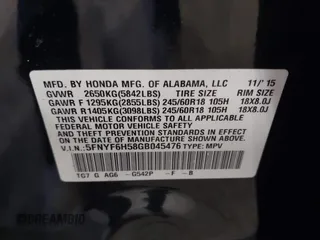 MFD. BY HONDA MFG. OF ALABAMA, LLC 11/'15
GVWR 2650KG(5842LBS) TIRE SIZE RIM SIZE
GAWR F 1295KG(2855LBS) 245/60R18 105H 18X8.0J
GAWR R 1405KG(3098LBS) 245/60R18 105H 18X8.0J
THIS VEHICLE CONFORMS TO ALL APPLICABLE FEDERAL MOTOR
VEHICLE SAFETY AND THEFT PREVENTION STANDARDS IN EFFECT
ON THE DATE OF MANUFACTURE SHOWN ABOVE.
V.I.N.:5FNYF6H58GB045476 TYPE: MPV
TG7 G AG6 -G542P - F - B